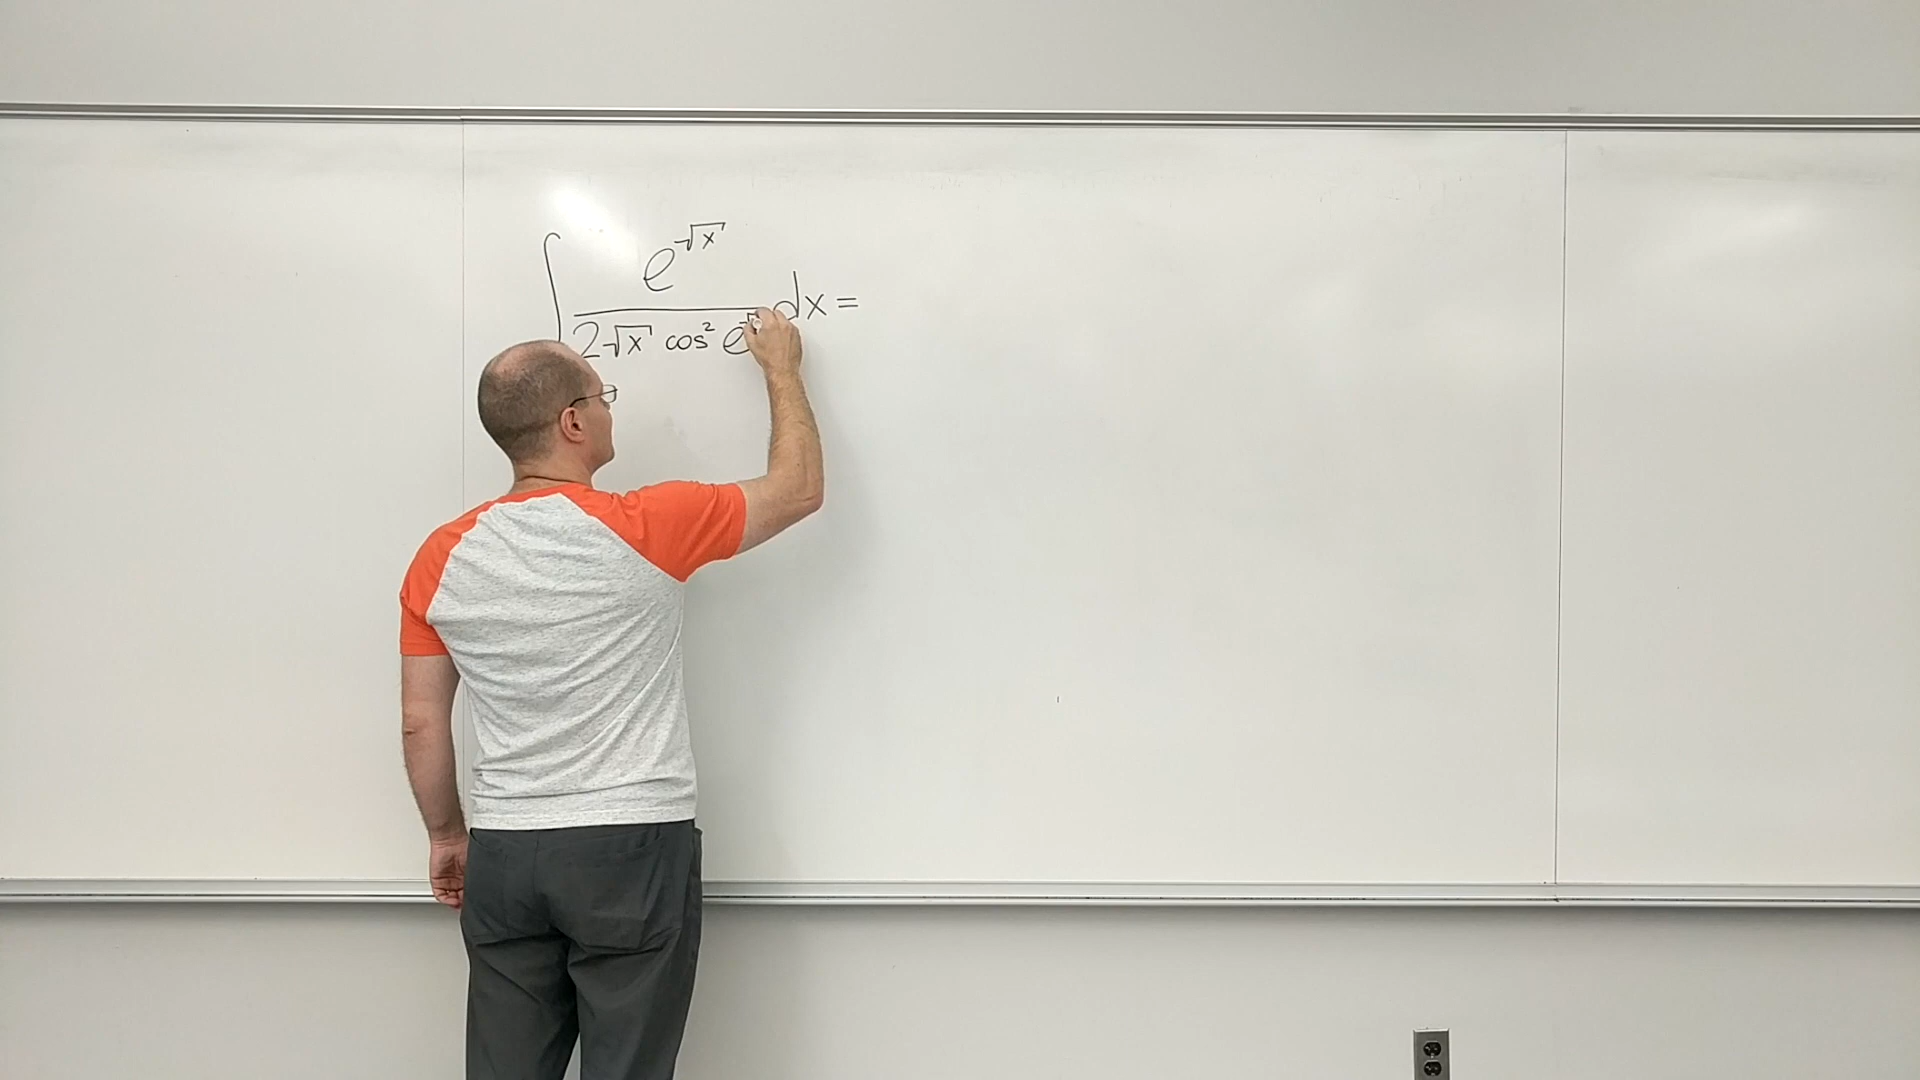 ∫ e^√x / (2√x cos² e^√) dx =